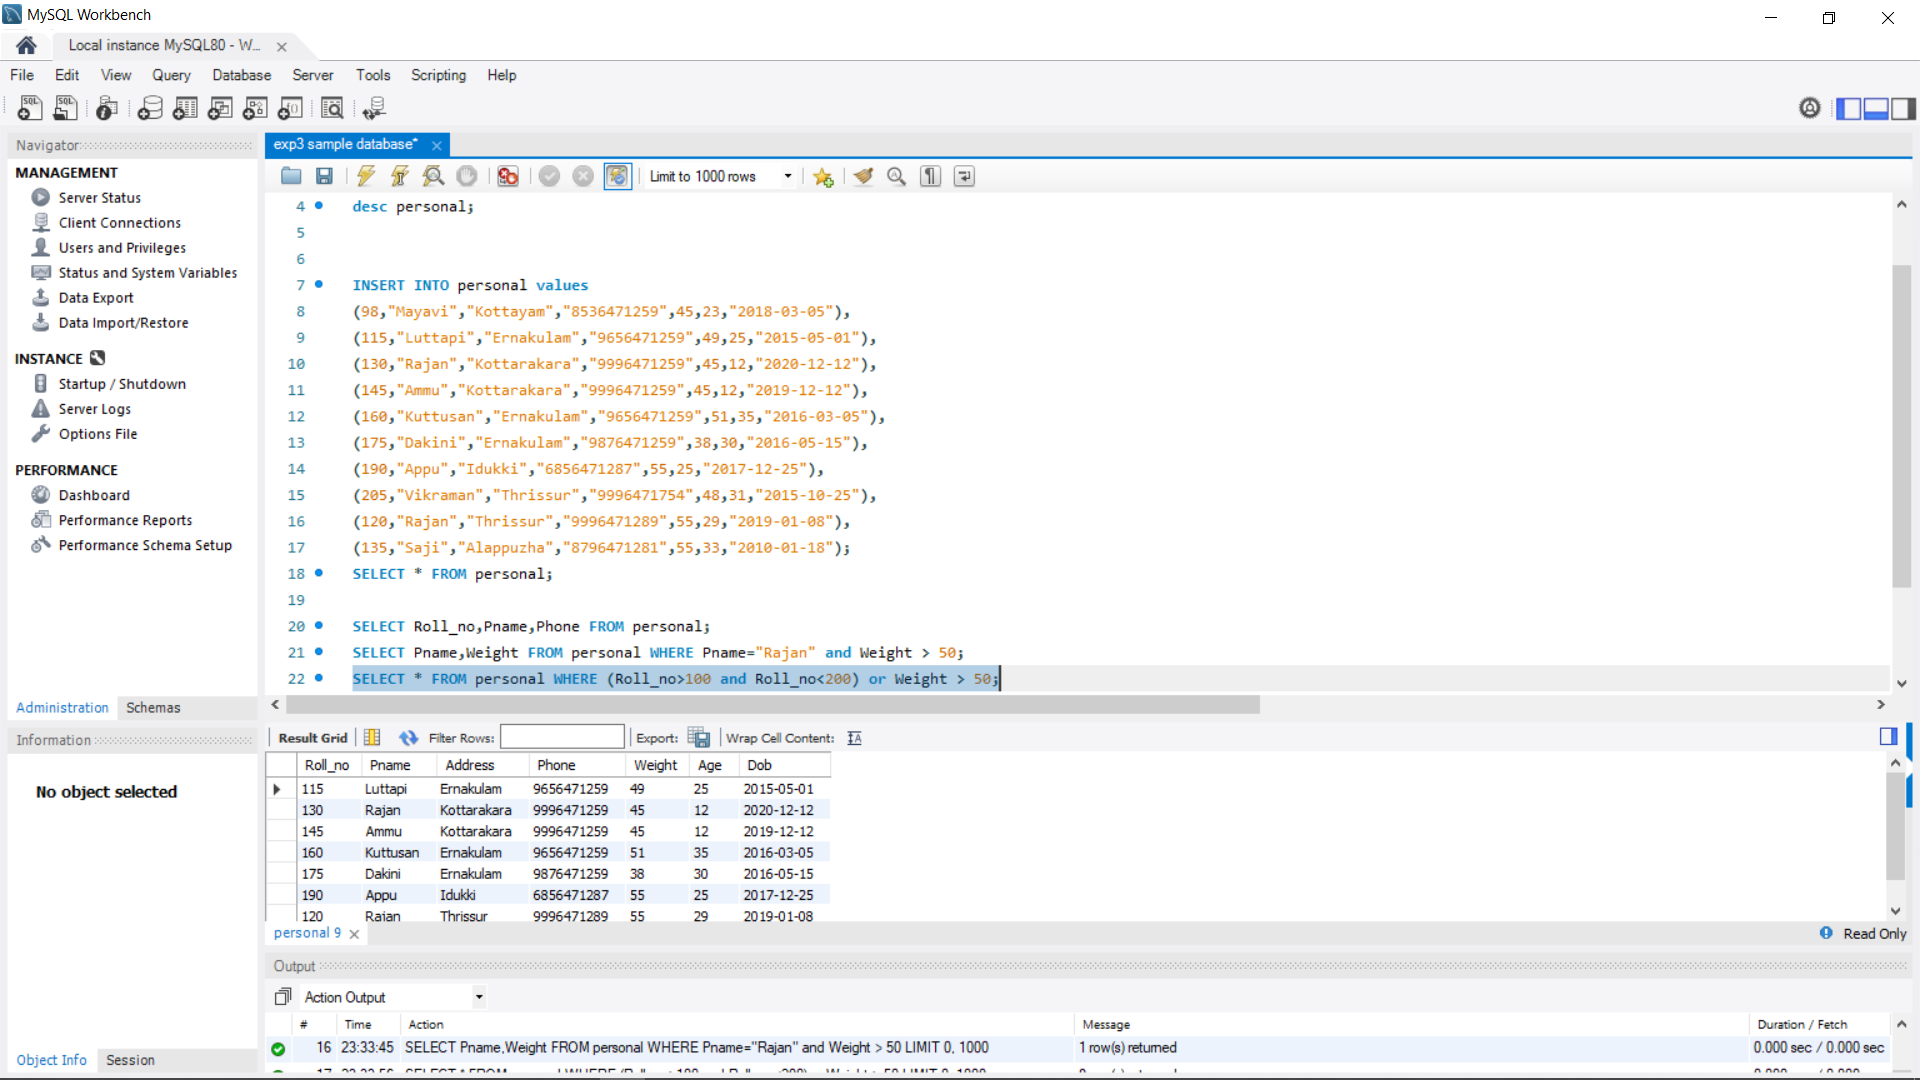 MySQL Workbench
Local instance MySQL80 - W...
File Edit View Query Database Server Tools Scripting Help
Navigator
MANAGEMENT
Server Status
Client Connections
Users and Privileges
Status and System Variables
Data Export
Data Import/Restore
INSTANCE
Startup / Shutdown
Server Logs
Options File
PERFORMANCE
Dashboard
Performance Reports
Performance Schema Setup
Administration Schemas
Information
No object selected
Object Info Session
exp3 sample database*
Limit to 1000 rows
4 desc personal;
5
6
7 INSERT INTO personal values
8 (98,"Mayavi","Kottayam","8536471259",45,23,"2018-03-05"),
9 (115,"Luttapi","Ernakulam","9656471259",49,25,"2015-05-01"),
10 (130,"Rajan","Kottarakara","9996471259",45,12,"2020-12-12"),
11 (145,"Ammu","Kottarakara","9996471259",45,12,"2019-12-12"),
12 (160,"Kuttusan","Ernakulam","9656471259",51,35,"2016-03-05"),
13 (175,"Dakini","Ernakulam","9876471259",38,30,"2016-05-15"),
14 (190,"Appu","Idukki","6856471287",55,25,"2017-12-25"),
15 (205,"Vikraman","Thrissur","9996471754",48,31,"2015-10-25"),
16 (120,"Rajan","Thrissur","9996471289",55,29,"2019-01-08"),
17 (135,"Saji","Alappuzha","8796471281",55,33,"2010-01-18");
18 SELECT * FROM personal;
19
20 SELECT Roll_no,Pname,Phone FROM personal;
21 SELECT Pname,Weight FROM personal WHERE Pname="Rajan" and Weight > 50;
22 SELECT * FROM personal WHERE (Roll_no>100 and Roll_no<200) or Weight > 50;
Result Grid Filter Rows: Export: Wrap Cell Content:
Roll_no Pname Address Phone Weight Age Dob
115 Luttapi Ernakulam 9656471259 49 25 2015-05-01
130 Rajan Kottarakara 9996471259 45 12 2020-12-12
145 Ammu Kottarakara 9996471259 45 12 2019-12-12
160 Kuttusan Ernakulam 9656471259 51 35 2016-03-05
175 Dakini Ernakulam 9876471259 38 30 2016-05-15
190 Appu Idukki 6856471287 55 25 2017-12-25
120 Rajan Thrissur 9996471289 55 29 2019-01-08
personal 9 Read Only
Output
Action Output
# Time Action Message Duration / Fetch
16 23:33:45 SELECT Pname,Weight FROM personal WHERE Pname="Rajan" and Weight > 50 LIMIT 0, 1000 1 row(s) returned 0.000 sec / 0.000 sec